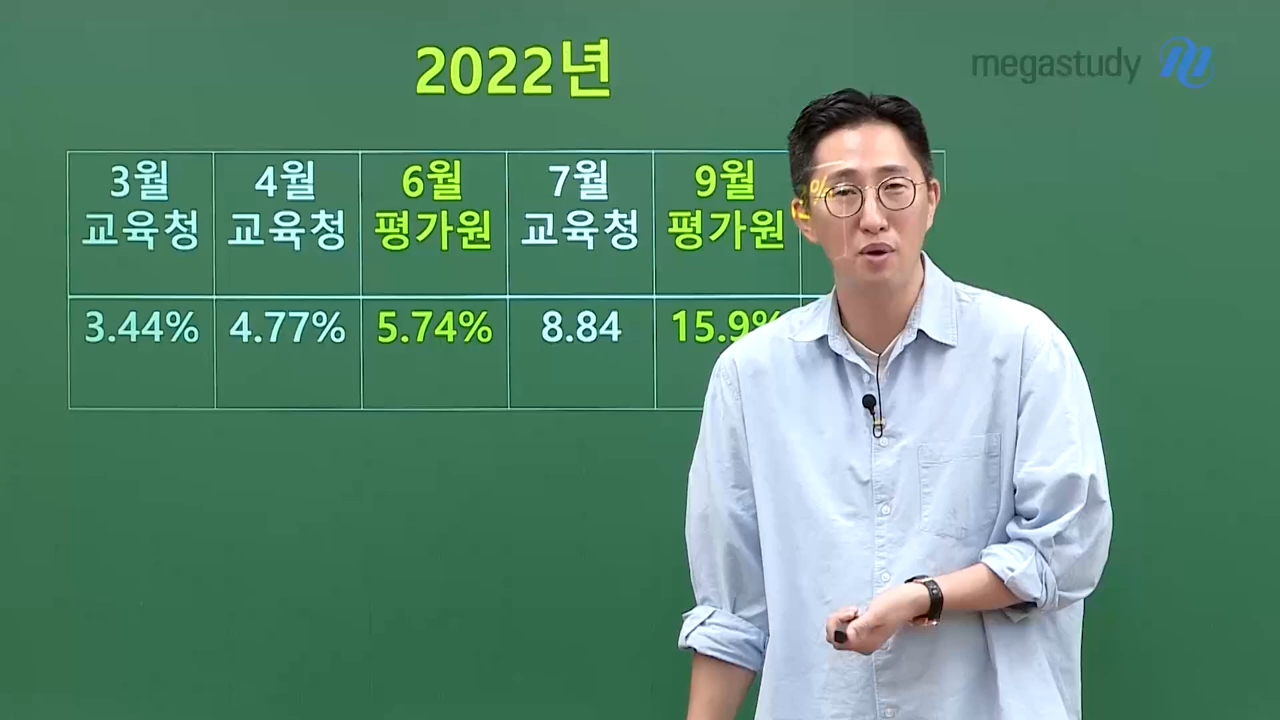 2022년
megastudy
3월 4월 6월 7월 9월
교육청 교육청 평가원 교육청 평가원
3.44% 4.77% 5.74% 8.84 15.9%